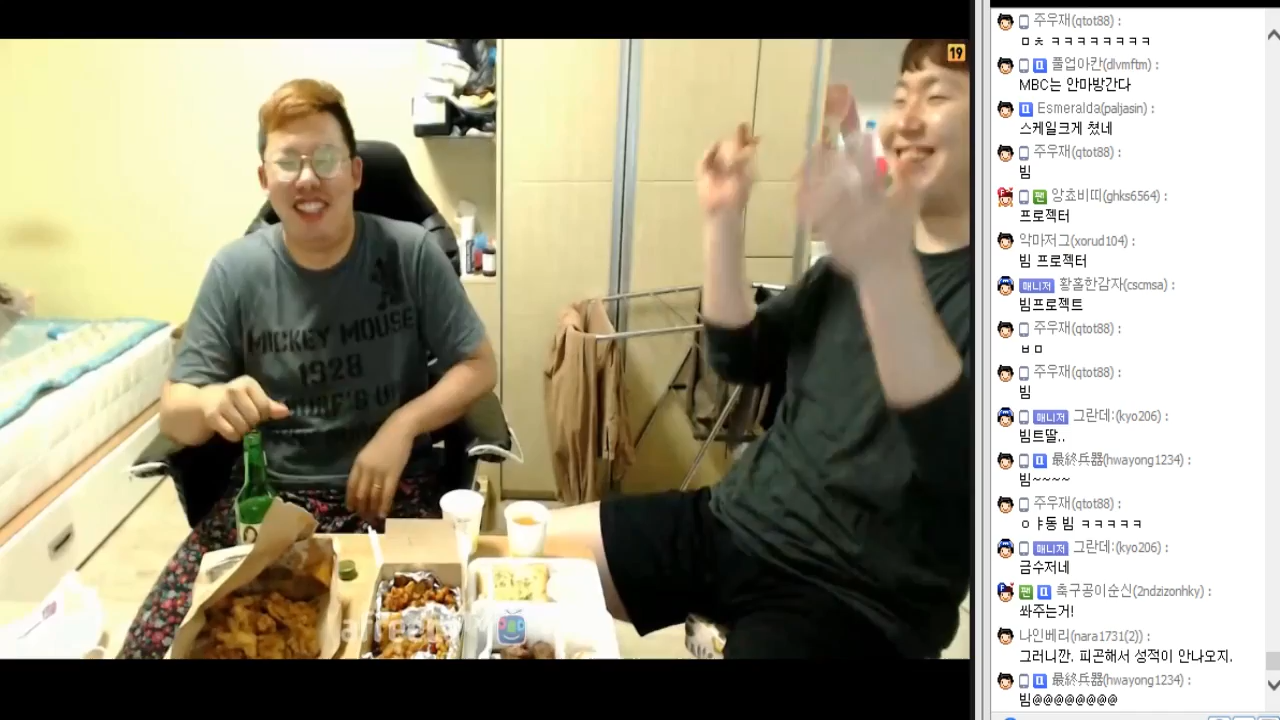 19
MICKEY MOUSE
1928
afreeca
주우재(qtot88) :
ㅁㅊ ㅋㅋㅋㅋㅋㅋㅋㅋ
풀업아칸(dlvmftm) :
MBC는 안마방간다
Esmeralda(paljasin) :
스케일크게 쳤네
주우재(qtot88) :
빔
팬 앙쵸비띠(ghks6564) :
프로젝터
악마저그(xorud104) :
빔 프로젝터
매니저 황홀한감자(cscmsa) :
빔프로젝트
주우재(qtot88) :
ㅂㅁ
주우재(qtot88) :
빔
매니저 그란데:(kyo206) :
빔트딸..
最終兵器(hwayong1234) :
빔~~~~
주우재(qtot88) :
ㅇㅑ동 빔 ㅋㅋㅋㅋㅋ
매니저 그란데:(kyo206) :
금수저네
팬 축구공이순신(2ndzizonhky) :
쏴주는거!
나인베리(nara1731(2)) :
그러니깐. 피곤해서 성적이 안나오지.
最終兵器(hwayong1234) :
빔@@@@@@@@